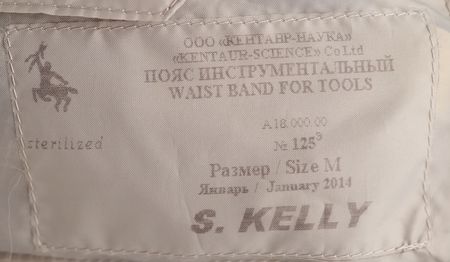 ООО «КЕНТАВР-НАУКА»
«KENTAUR-SCIENCE» Co Ltd
ПОЯС ИНСТРУМЕНТАЛЬНЫЙ
WAIST BAND FOR TOOLS
sterilized
А18.000.00
№ 125³
Размер / Size M
Январь / January 2014
S. KELLY